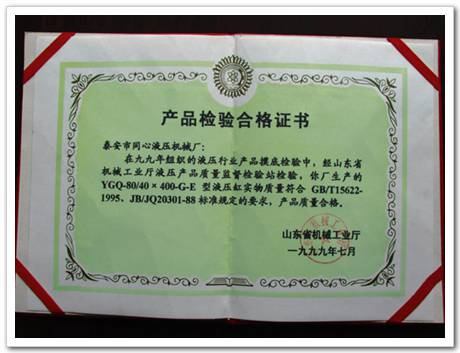 产品检验合格证书
泰安市同心液压机械厂：
在九九年组织的液压行业产品摸底检验中，经山东省
机械工业厅液压产品质量监督检验站检验，你厂生产的
YGQ-80/40×400-G-E 型液压缸实物质量符合 GB/T15622-
1995、JB/JQ20301-88 标准规定的要求，产品质量合格。
山东省机械工业厅
一九九九年七月